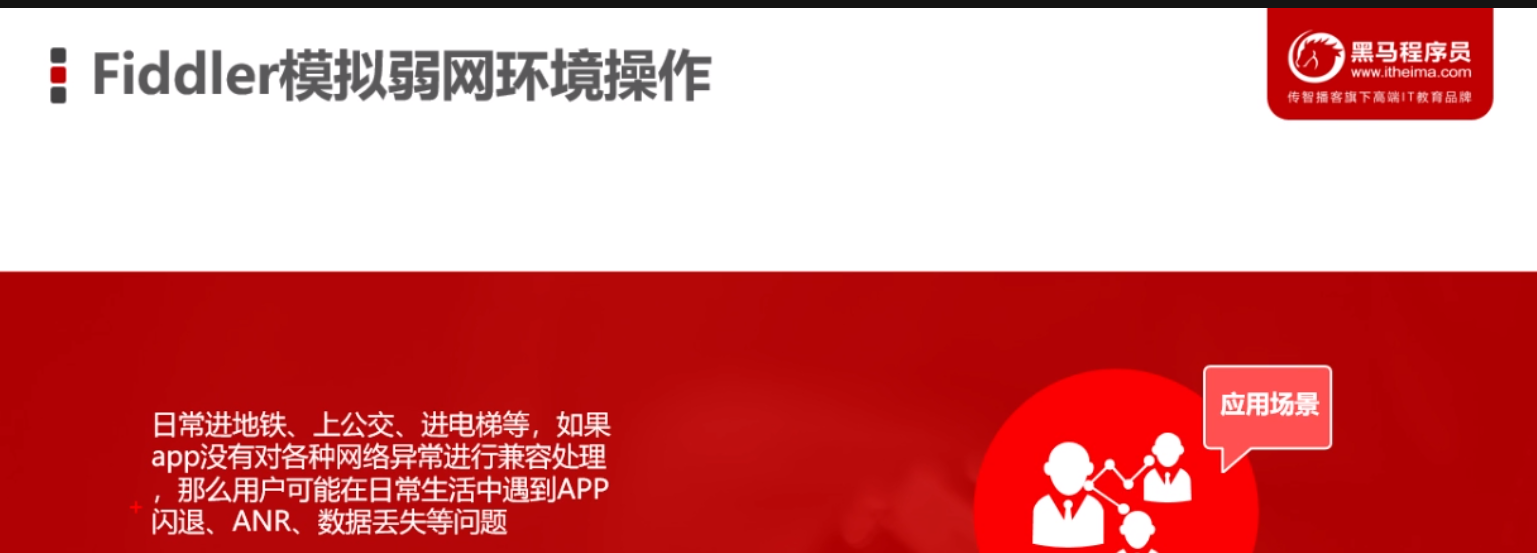 Fiddler模拟弱网环境操作
黑马程序员
www.itheima.com
传智播客旗下高端IT教育品牌
应用场景
日常进地铁、上公交、进电梯等，如果
app没有对各种网络异常进行兼容处理
，那么用户可能在日常生活中遇到APP
闪退、ANR、数据丢失等问题